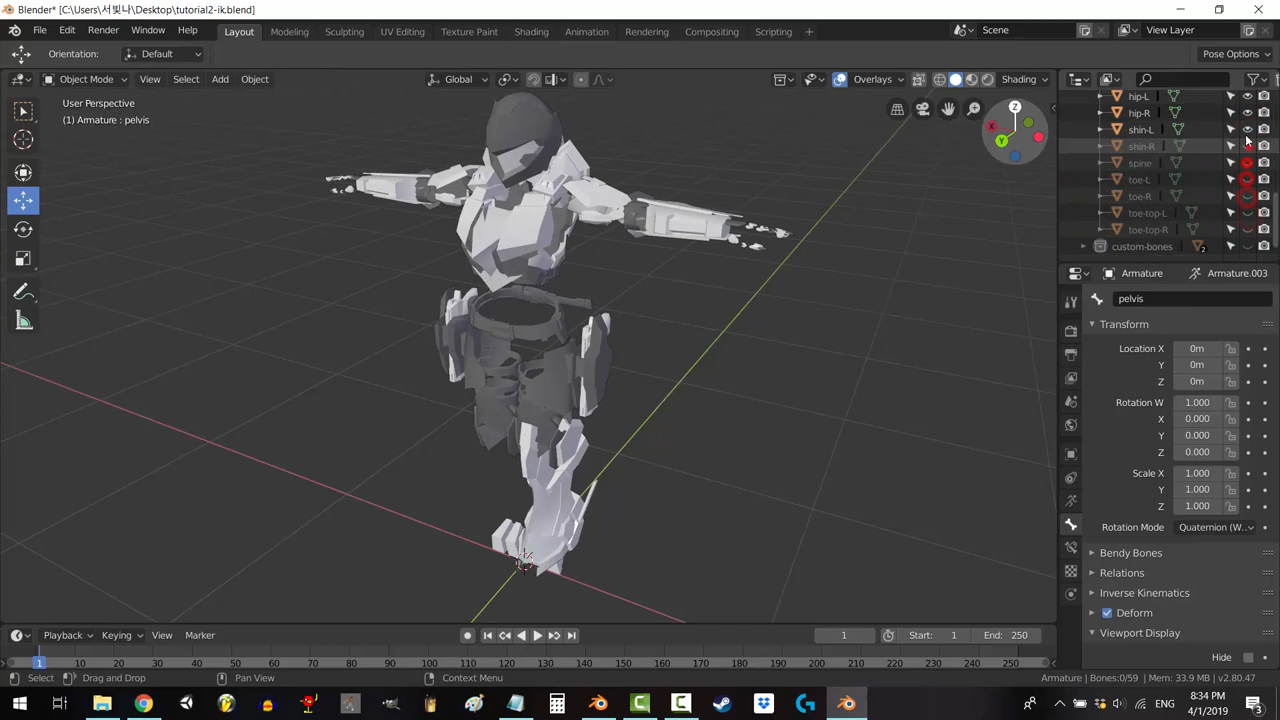 Blender* [C:\Users\서빛나\Desktop\tutorial2-ik.blend]
File Edit Render Window Help Layout Modeling Sculpting UV Editing Texture Paint Shading Animation Rendering Compositing Scripting + Scene View Layer
Orientation: Default Pose Options
Object Mode View Select Add Object Global Overlays Shading
User Perspective
(1) Armature : pelvis
Z
X
Y
hip-L
hip-R
shin-L
shin-R
spine
toe-L
toe-R
toe-top-L
toe-top-R
custom-bones 2
Armature Armature.003
pelvis
Transform
Location X 0m
Y 0m
Z 0m
Rotation W 1.000
X 0.000
Y 0.000
Z 0.000
Scale X 1.000
Y 1.000
Z 1.000
Rotation Mode Quaternion (W...
Bendy Bones
Relations
Inverse Kinematics
Deform
Viewport Display
Hide
Playback Keying View Marker 1 Start: 1 End: 250
1 10 20 30 40 50 60 70 80 90 100 110 120 130 140 150 160 170 180 190 200 210 220 230 240 250
Select Drag and Drop Pan View Context Menu Armature | Bones:0/59 | Mem: 33.9 MB | v2.80.47
ENG 8:34 PM
4/1/2019 3